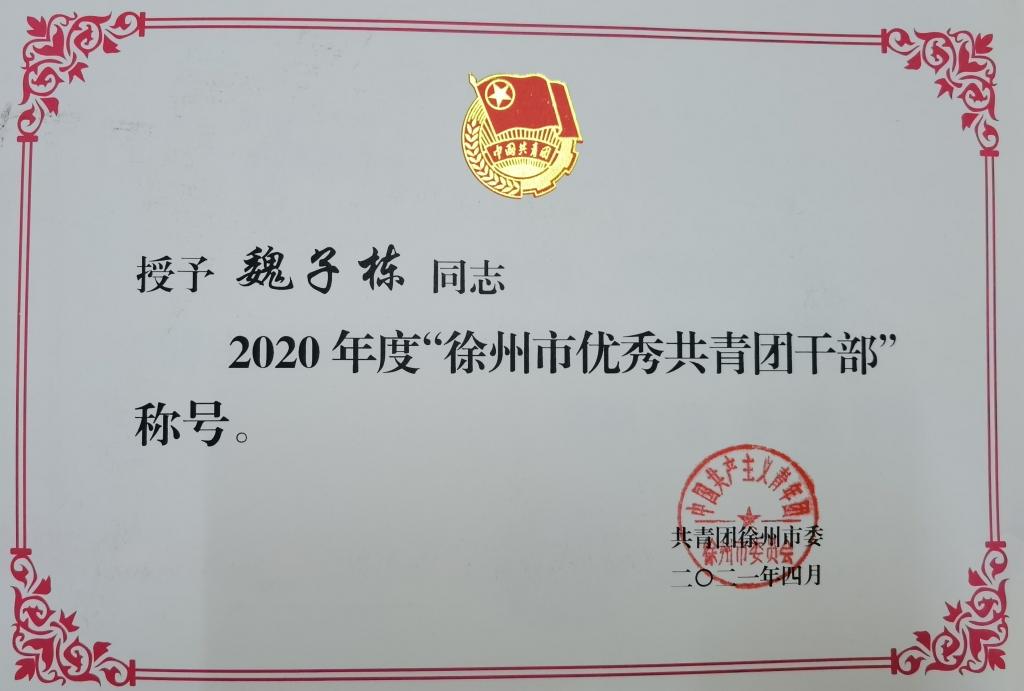 中国共青团
授予 魏子栋 同志
2020年度“徐州市优秀共青团干部”
称号。
中国共产主义青年团
共青团徐州市委
徐州市委员会
二〇二一年四月